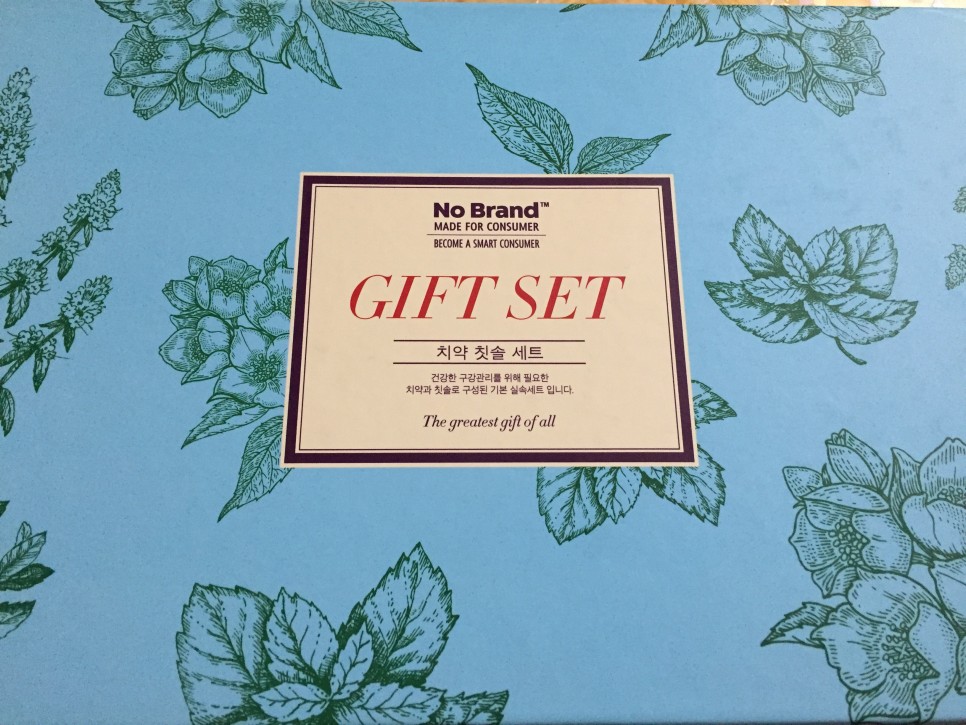 No Brand™
MADE FOR CONSUMER
BECOME A SMART CONSUMER
GIFT SET
치약 칫솔 세트
건강한 구강관리를 위해 필요한
치약과 칫솔로 구성된 기본 실속세트 입니다.
The greatest gift of all